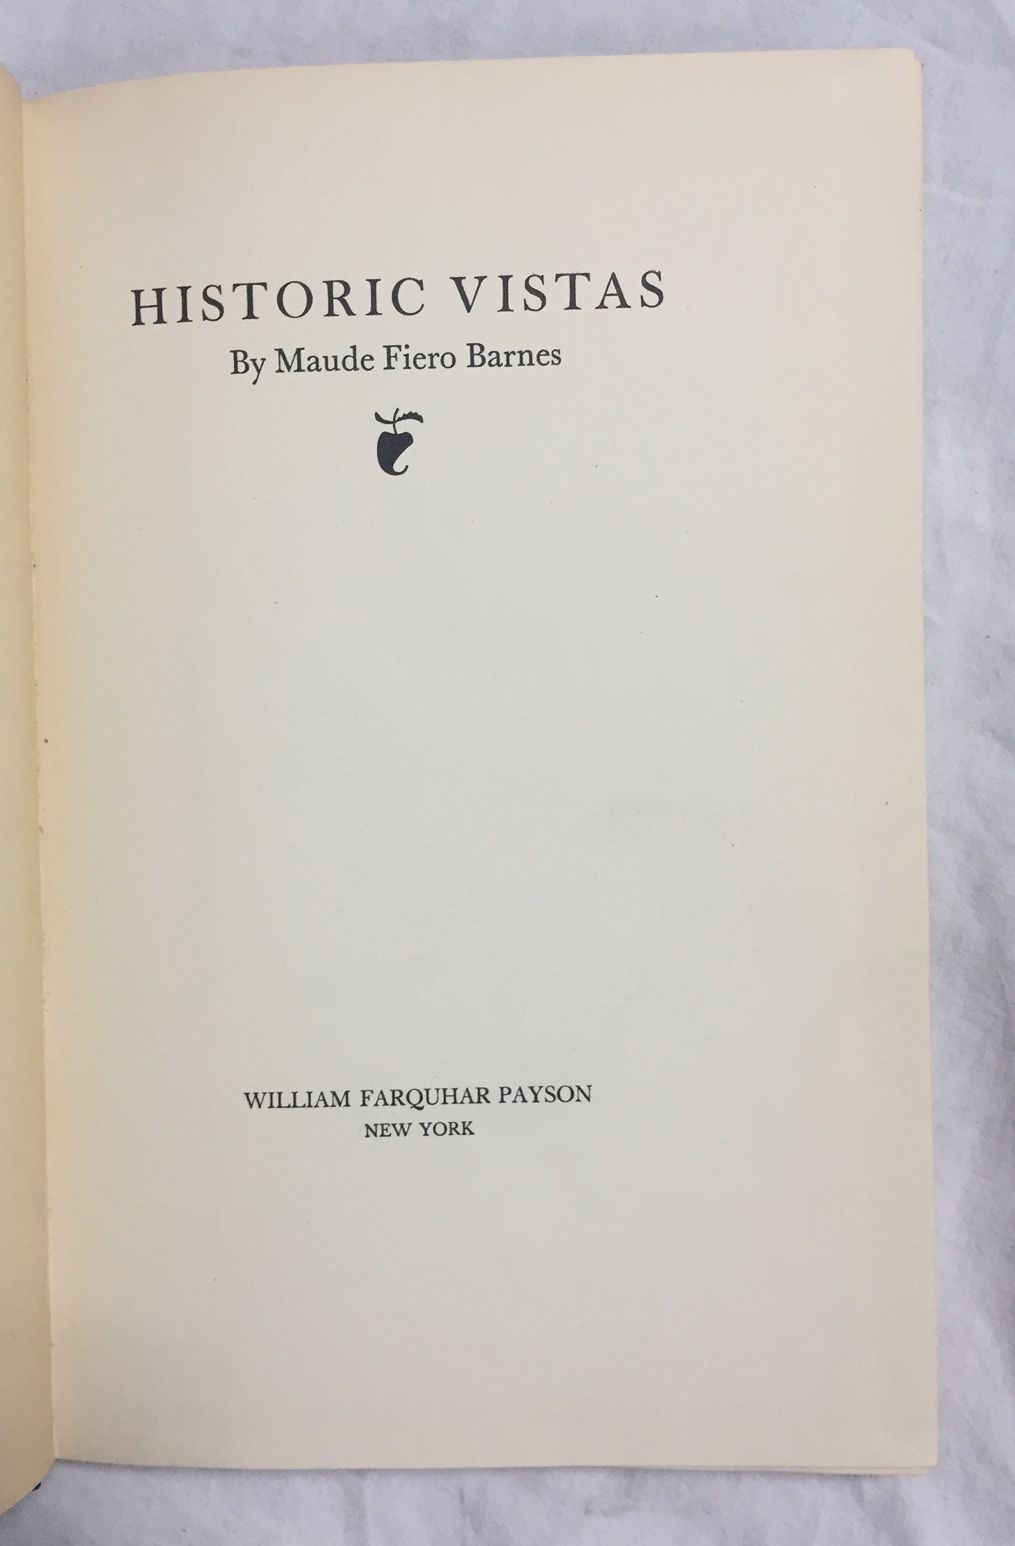 HISTORIC VISTAS
By Maude Fiero Barnes
WILLIAM FARQUHAR PAYSON
NEW YORK